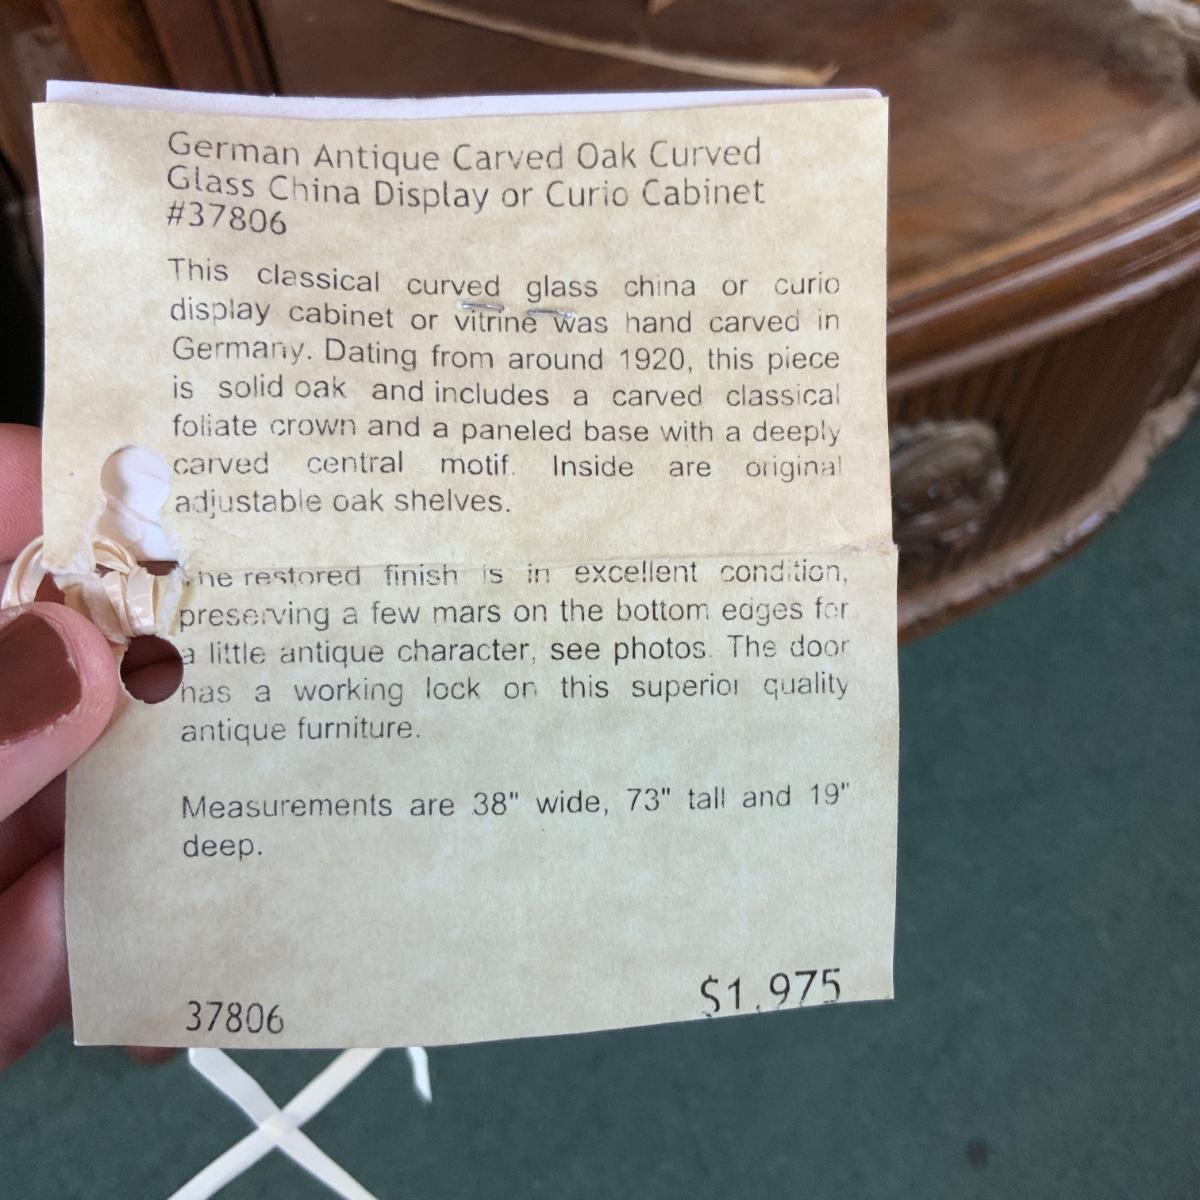 German Antique Carved Oak Curved
Glass China Display or Curio Cabinet
#37806
This classical curved glass china or curio
display cabinet or vitrine was hand carved in
Germany. Dating from around 1920, this piece
is solid oak and includes a carved classical
foliate crown and a paneled base with a deeply
carved central motif. Inside are original
adjustable oak shelves.
The restored finish is in excellent condition,
preserving a few mars on the bottom edges for
a little antique character, see photos. The door
has a working lock on this superior quality
antique furniture.
Measurements are 38" wide, 73" tall and 19"
deep.
37806
$1,975